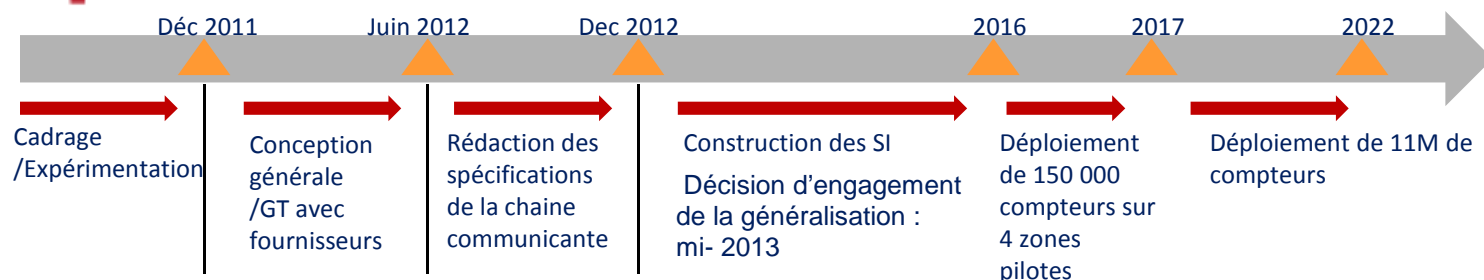 Déc 2011
Juin 2012
Dec 2012
2016
2017
2022
Cadrage
/Expérimentation
Conception
générale
/GT avec
fournisseurs
Rédaction des
spécifications
de la chaine
communicante
Construction des SI
Décision d’engagement
de la généralisation :
mi- 2013
Déploiement
de 150 000
compteurs sur
4 zones
pilotes
Déploiement de 11M de
compteurs